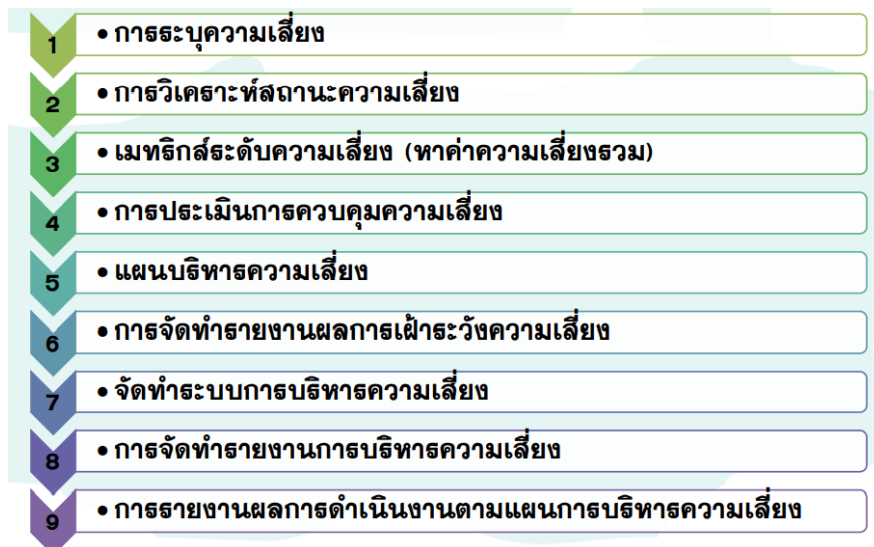 1 • การระบุความเสี่ยง
2 • การวิเคราะห์สถานะความเสี่ยง
3 • เมทริกส์ระดับความเสี่ยง (หาค่าความเสี่ยงรวม)
4 • การประเมินการควบคุมความเสี่ยง
5 • แผนบริหารความเสี่ยง
6 • การจัดทำรายงานผลการเฝ้าระวังความเสี่ยง
7 • จัดทำระบบการบริหารความเสี่ยง
8 • การจัดทำรายงานการบริหารความเสี่ยง
9 • การรายงานผลการดำเนินงานตามแผนการบริหารความเสี่ยง